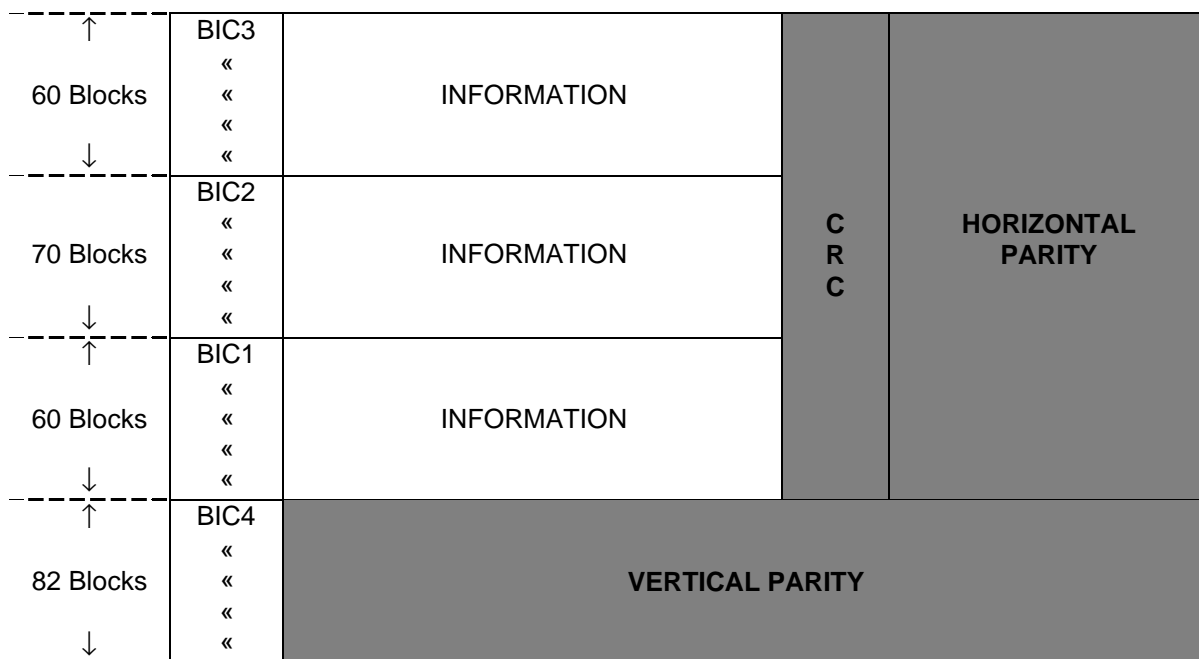 ↑ BIC3
«
60 Blocks « INFORMATION
«
↓ «
BIC2
«
70 Blocks « INFORMATION
«
↓ «
C
R
C
HORIZONTAL
PARITY
↑ BIC1
«
60 Blocks « INFORMATION
«
↓ «
↑ BIC4
«
82 Blocks « VERTICAL PARITY
«
↓ «